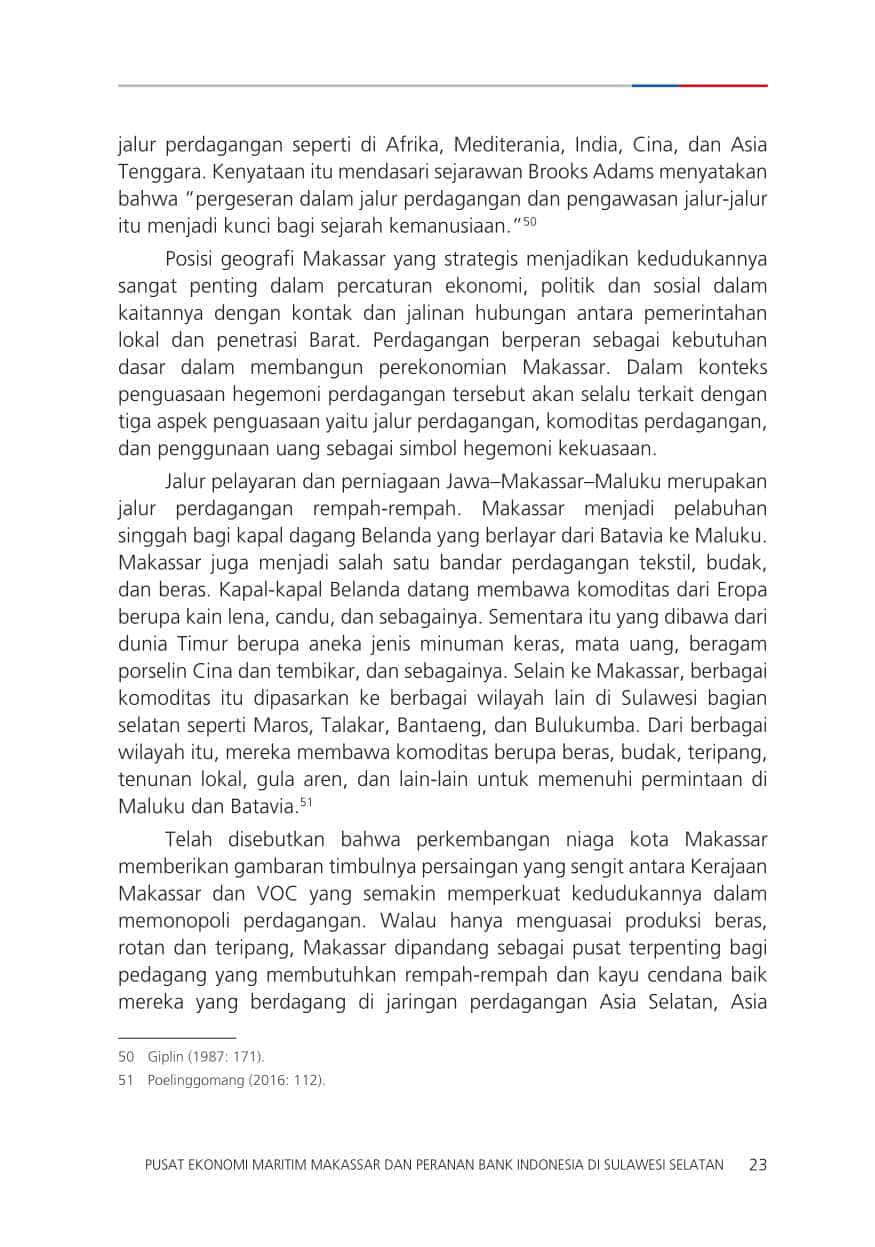 jalur perdagangan seperti di Afrika, Mediterania, India, Cina, dan Asia
Tenggara. Kenyataan itu mendasari sejarawan Brooks Adams menyatakan
bahwa “pergeseran dalam jalur perdagangan dan pengawasan jalur-jalur
itu menjadi kunci bagi sejarah kemanusiaan.”50
Posisi geografi Makassar yang strategis menjadikan kedudukannya
sangat penting dalam percaturan ekonomi, politik dan sosial dalam
kaitannya dengan kontak dan jalinan hubungan antara pemerintahan
lokal dan penetrasi Barat. Perdagangan berperan sebagai kebutuhan
dasar dalam membangun perekonomian Makassar. Dalam konteks
penguasaan hegemoni perdagangan tersebut akan selalu terkait dengan
tiga aspek penguasaan yaitu jalur perdagangan, komoditas perdagangan,
dan penggunaan uang sebagai simbol hegemoni kekuasaan.
Jalur pelayaran dan perniagaan Jawa–Makassar–Maluku merupakan
jalur perdagangan rempah-rempah. Makassar menjadi pelabuhan
singgah bagi kapal dagang Belanda yang berlayar dari Batavia ke Maluku.
Makassar juga menjadi salah satu bandar perdagangan tekstil, budak,
dan beras. Kapal-kapal Belanda datang membawa komoditas dari Eropa
berupa kain lena, candu, dan sebagainya. Sementara itu yang dibawa dari
dunia Timur berupa aneka jenis minuman keras, mata uang, beragam
porselin Cina dan tembikar, dan sebagainya. Selain ke Makassar, berbagai
komoditas itu dipasarkan ke berbagai wilayah lain di Sulawesi bagian
selatan seperti Maros, Talakar, Bantaeng, dan Bulukumba. Dari berbagai
wilayah itu, mereka membawa komoditas berupa beras, budak, teripang,
tenunan lokal, gula aren, dan lain-lain untuk memenuhi permintaan di
Maluku dan Batavia.51
Telah disebutkan bahwa perkembangan niaga kota Makassar
memberikan gambaran timbulnya persaingan yang sengit antara Kerajaan
Makassar dan VOC yang semakin memperkuat kedudukannya dalam
memonopoli perdagangan. Walau hanya menguasai produksi beras,
rotan dan teripang, Makassar dipandang sebagai pusat terpenting bagi
pedagang yang membutuhkan rempah-rempah dan kayu cendana baik
mereka yang berdagang di jaringan perdagangan Asia Selatan, Asia
50 Giplin (1987: 171).
51 Poelinggomang (2016: 112).
PUSAT EKONOMI MARITIM MAKASSAR DAN PERANAN BANK INDONESIA DI SULAWESI SELATAN 23